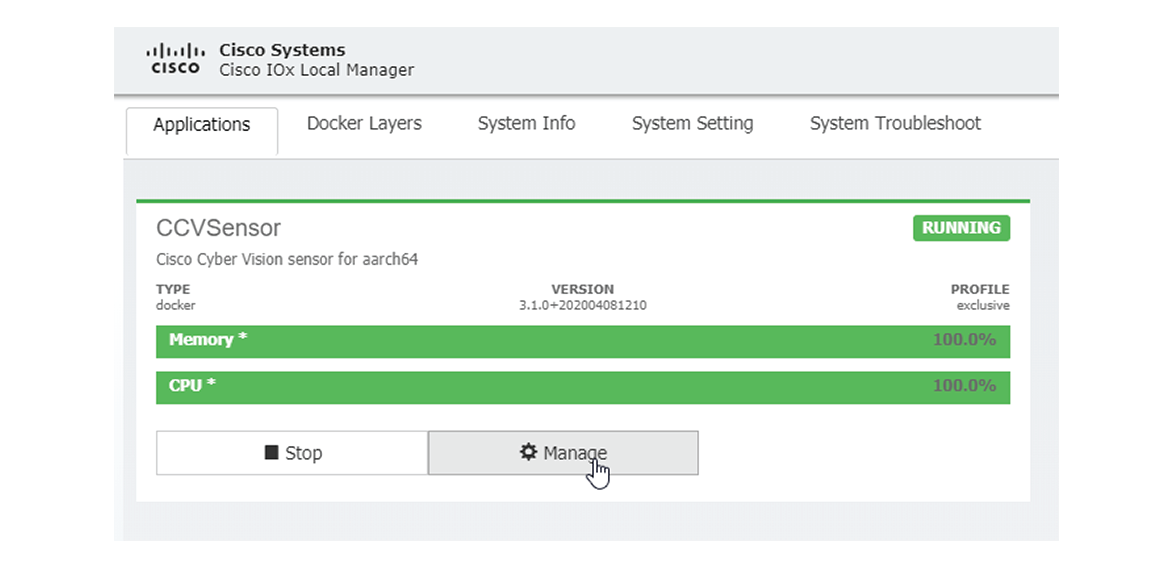 Cisco Systems
CISCO Cisco IOx Local Manager
Applications Docker Layers System Info System Setting System Troubleshoot
CCVSensor RUNNING
Cisco Cyber Vision sensor for aarch64
TYPE VERSION PROFILE
docker 3.1.0+202004081210 exclusive
Memory * 100.0%
CPU * 100.0%
Stop Manage